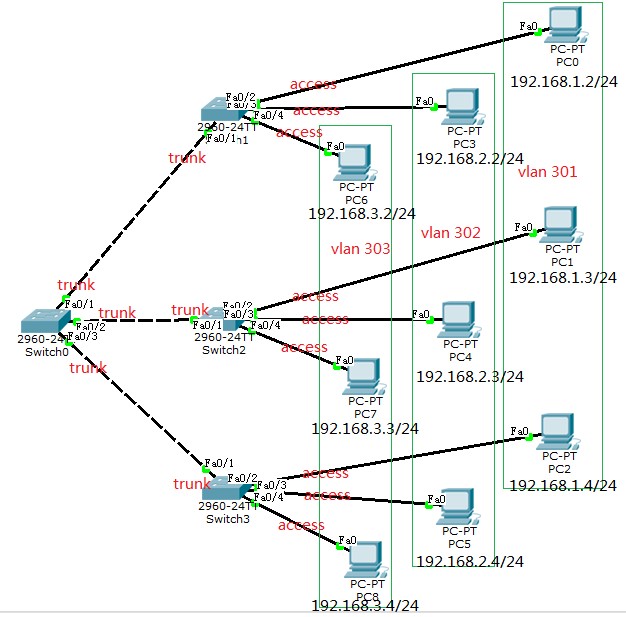 Fa0
PC-PT
PC0
192.168.1.2/24
access
Fa0/2
Fa0/3
Fa0/4
access
Fa0
PC-PT
PC3
192.168.2.2/24
access
Fa0
PC-PT
PC6
192.168.3.2/24
Fa0/1
trunk
vlan 301
vlan 302
vlan 303
Fa0
PC-PT
PC1
192.168.1.3/24
trunk
Fa0/1
trunk
Fa0/2
Fa0/3
Switch0
trunk
trunk
Fa0/1
Fa0/2
Fa0/3
Fa0/4
2960-24TT
Switch2
access
access
Fa0
PC-PT
PC4
192.168.2.3/24
access
Fa0
PC-PT
PC7
192.168.3.3/24
Fa0
PC-PT
PC2
192.168.1.4/24
Fa0/1
trunk
Fa0/2
Fa0/3
Fa0/4
2960-24TT
Switch3
access
access
Fa0
PC-PT
PC5
192.168.2.4/24
access
Fa0
PC-PT
PC8
192.168.3.4/24